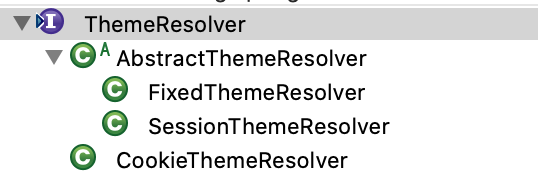 ThemeResolver
AbstractThemeResolver
FixedThemeResolver
SessionThemeResolver
CookieThemeResolver